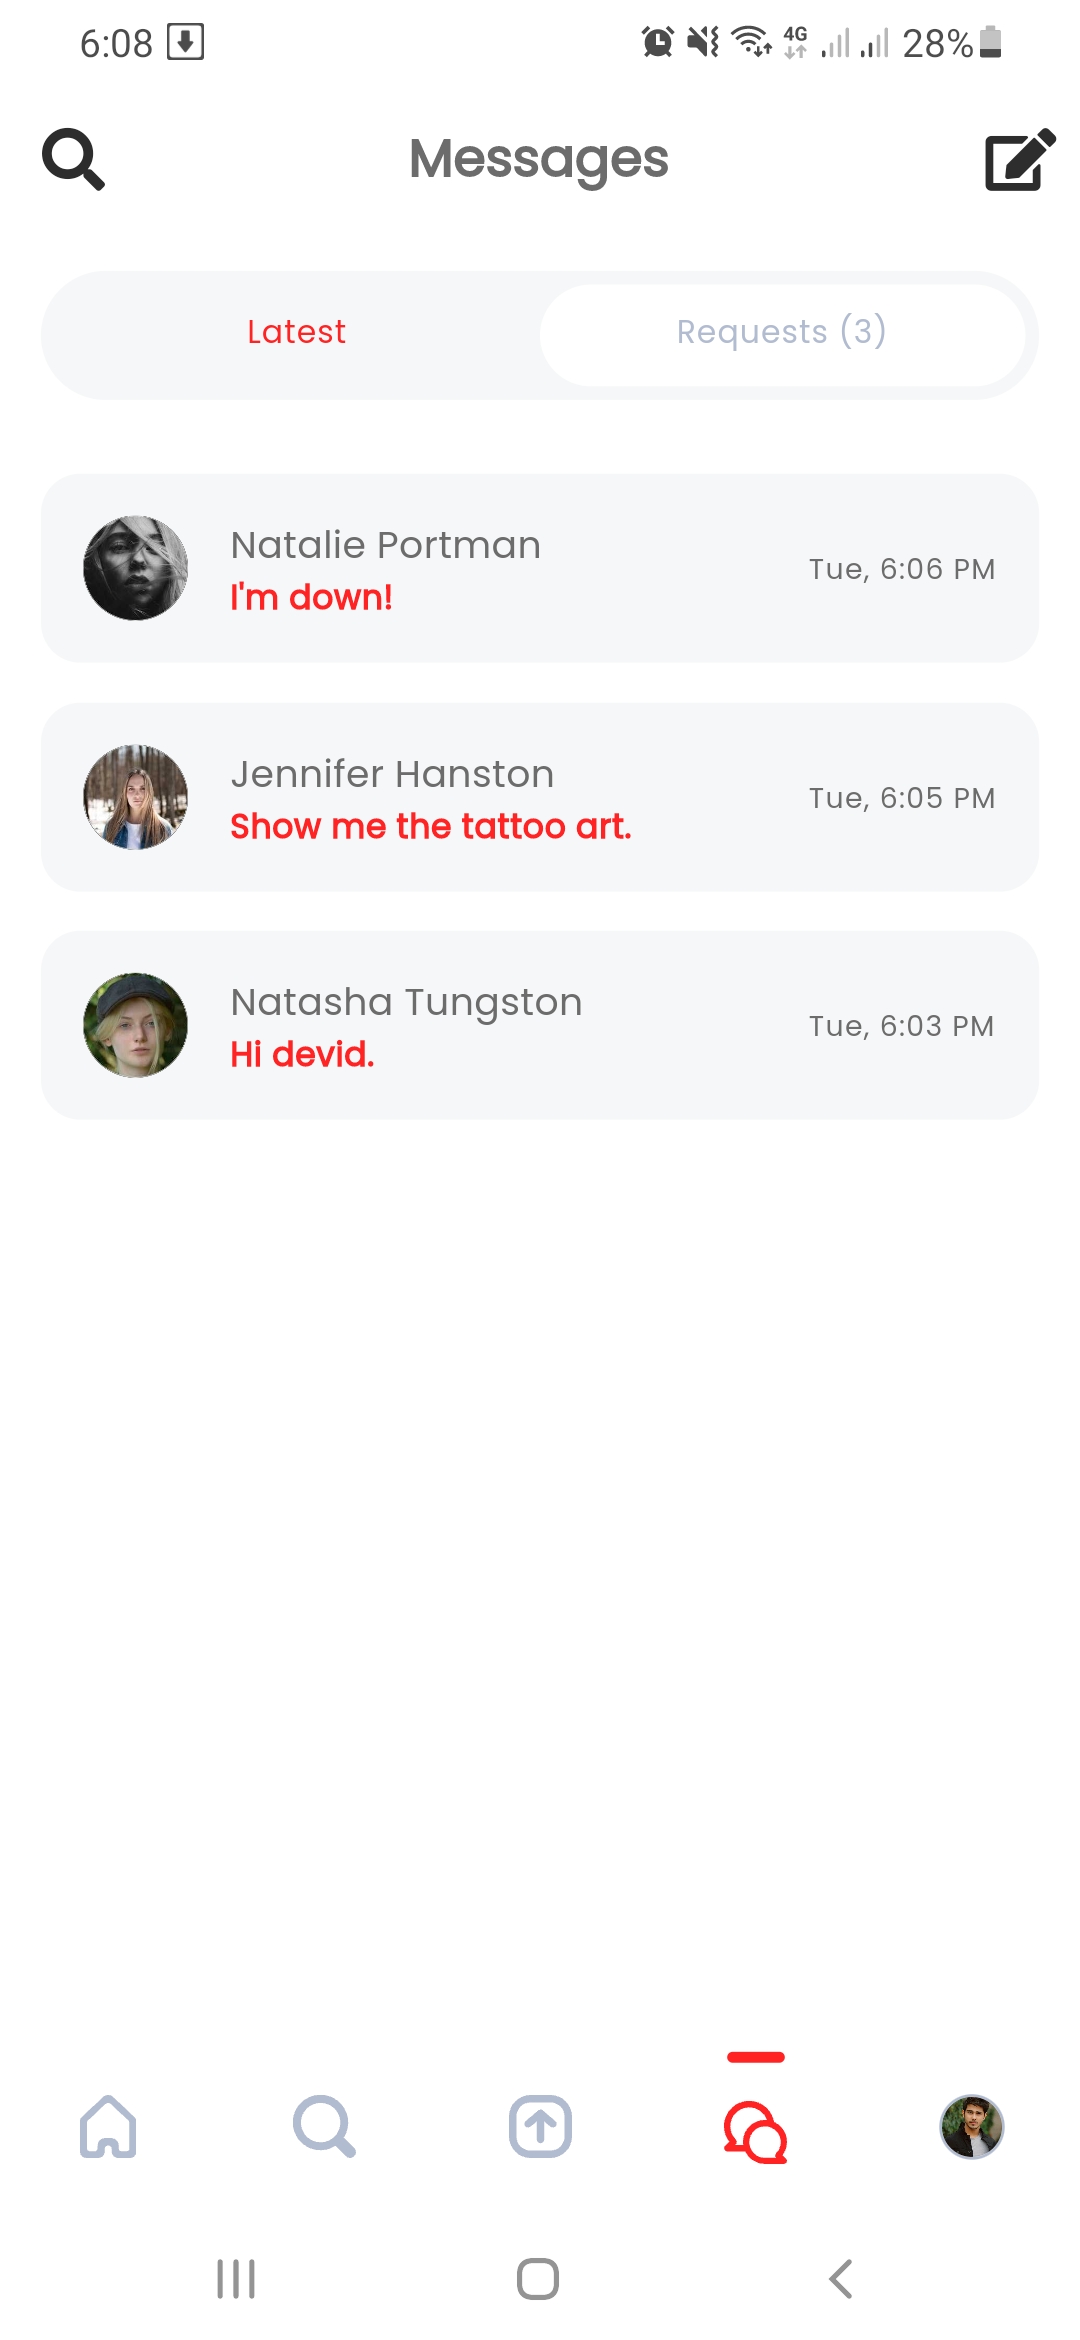 6:08
4G
28%
Messages
Latest
Requests (3)
Natalie Portman
I'm down!
Tue, 6:06 PM
Jennifer Hanston
Show me the tattoo art.
Tue, 6:05 PM
Natasha Tungston
Hi devid.
Tue, 6:03 PM